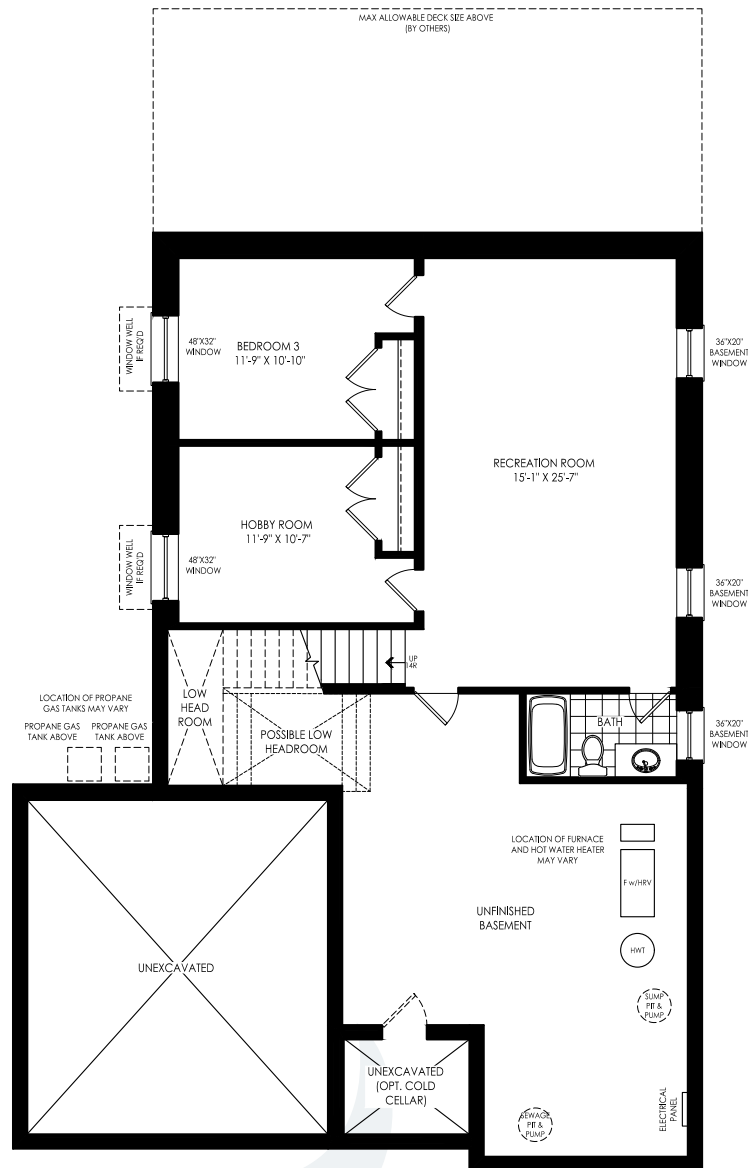 MAX ALLOWABLE DECK SIZE ABOVE
(BY OTHERS)
WINDOW WELL
IF REQ'D
48"X32"
WINDOW
BEDROOM 3
11'-9" X 10'-10"
36"X20"
BASEMENT
WINDOW
RECREATION ROOM
15'-1" X 25'-7"
HOBBY ROOM
11'-9" X 10'-7"
WINDOW WELL
IF REQ'D
48"X32"
WINDOW
36"X20"
BASEMENT
WINDOW
UP
14R
LOW
HEAD
ROOM
LOCATION OF PROPANE
GAS TANKS MAY VARY
PROPANE GAS
TANK ABOVE
PROPANE GAS
TANK ABOVE
POSSIBLE LOW
HEADROOM
BATH
36"X20"
BASEMENT
WINDOW
LOCATION OF FURNACE
AND HOT WATER HEATER
MAY VARY
F w/HRV
UNFINISHED
BASEMENT
HWT
UNEXCAVATED
SUMP
PIT &
PUMP
UNEXCAVATED
(OPT. COLD
CELLAR)
SEWAGE
PIT &
PUMP
ELECTRICAL
PANEL